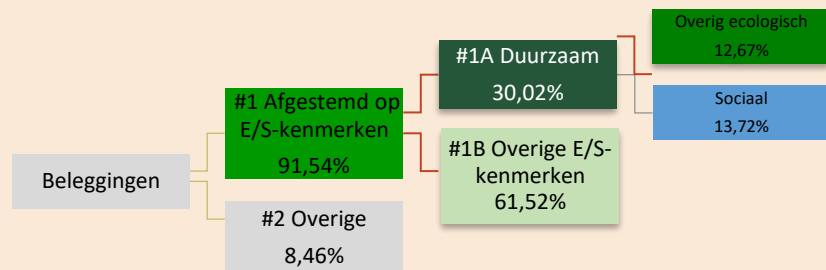 Beleggingen
#1 Afgestemd op
E/S-kenmerken
91,54%
#2 Overige
8,46%
#1A Duurzaam
30,02%
#1B Overige E/S-
kenmerken
61,52%
Overig ecologisch
12,67%
Sociaal
13,72%